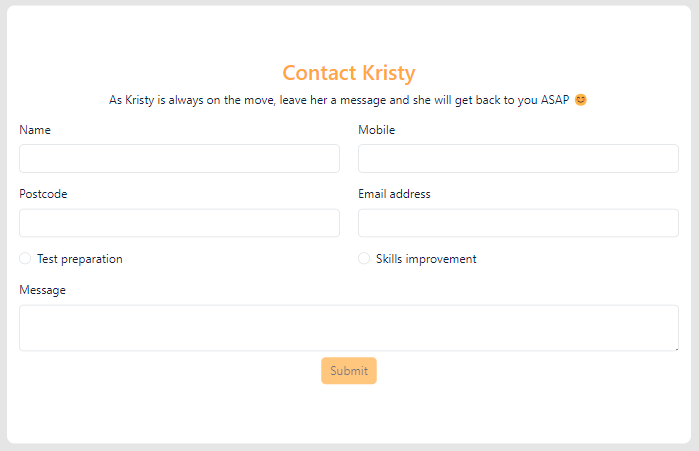 Contact Kristy
As Kristy is always on the move, leave her a message and she will get back to you ASAP 😊
Name
Mobile
Postcode
Email address
Test preparation
Skills improvement
Message
Submit